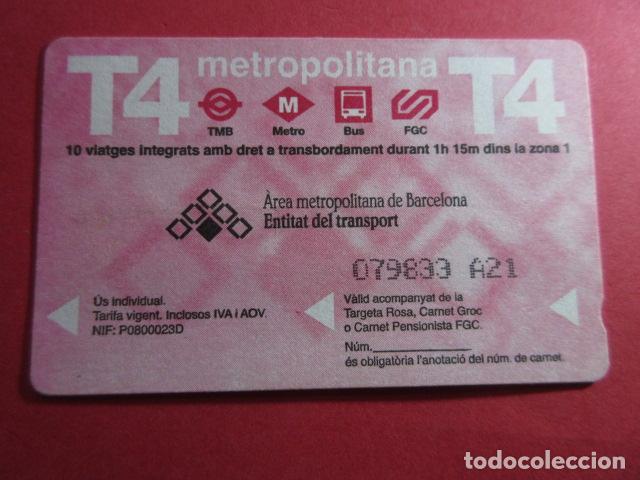 T4 metropolitana T4
TMB Metro Bus FGC
10 viatges integrats amb dret a transbordament durant 1h 15m dins la zona 1
Àrea metropolitana de Barcelona
Entitat del transport
079833 A21
Ús individual.
Tarifa vigent. Inclosos IVA i AOV.
NIF: P0800023D
Vàlid acompanyat de la
Targeta Rosa, Carnet Groc
o Carnet Pensionista FGC.
Núm.
és obligatòria l'anotació del núm. de carnet.
todocoleccion